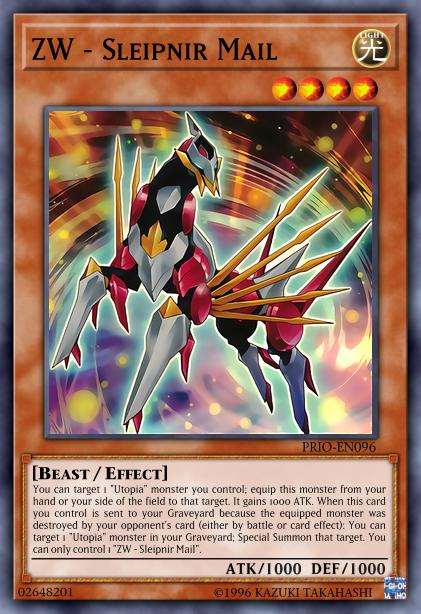 ZW - Sleipnir Mail
LIGHT
光
PRIO-EN096
[Beast / Effect]
You can target 1 "Utopia" monster you control; equip this monster from your
hand or your side of the field to that target. It gains 1000 ATK. When this card
you control is sent to your Graveyard because the equipped monster was
destroyed by your opponent's card (either by battle or card effect): You can
target 1 "Utopia" monster in your Graveyard; Special Summon that target. You
can only control 1 "ZW - Sleipnir Mail".
ATK/1000 DEF/1000
02648201
©1996 KAZUKI TAKAHASHI